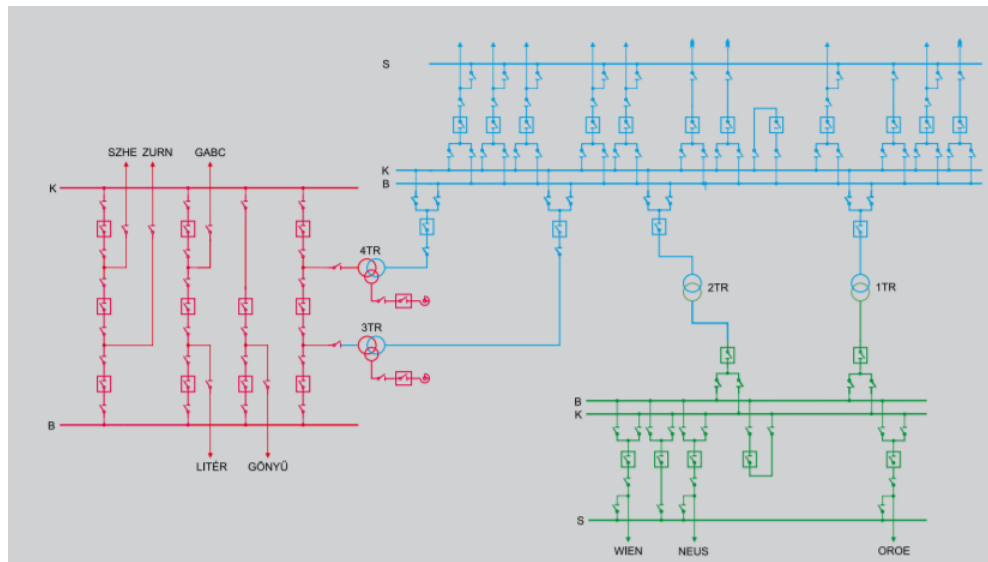 S
SZHE ZURN GABC
K
K
B
4TR
2TR
1TR
3TR
B
K
B
LITÉR GÖNYŰ
S
WIEN NEUS OROE